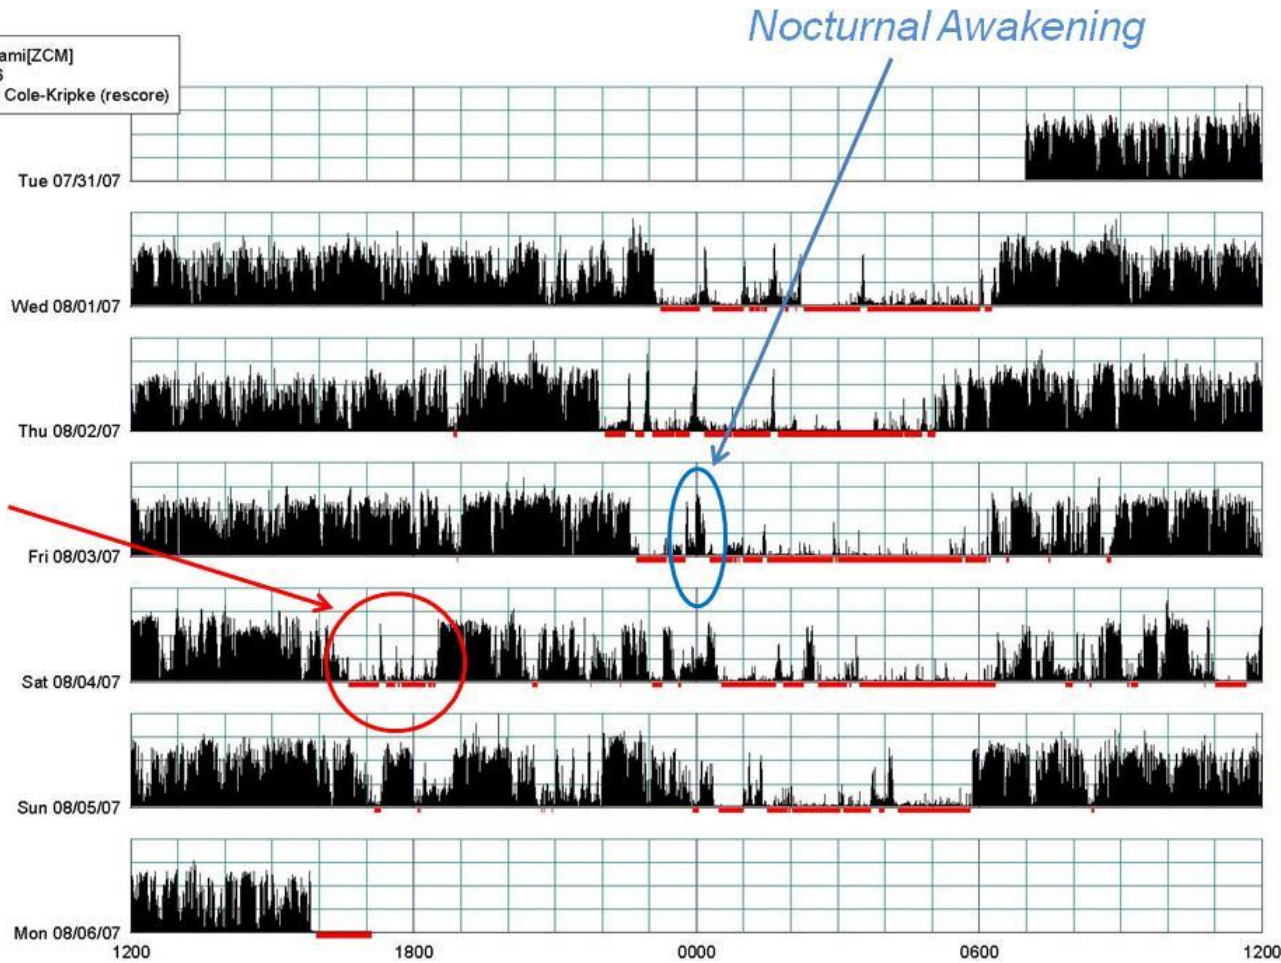 Nocturnal Awakening
ami[ZCM]
Cole-Kripke (rescore)
Tue 07/31/07
Wed 08/01/07
Thu 08/02/07
Fri 08/03/07
Sat 08/04/07
Sun 08/05/07
Mon 08/06/07
1200 1800 0000 0600 1200